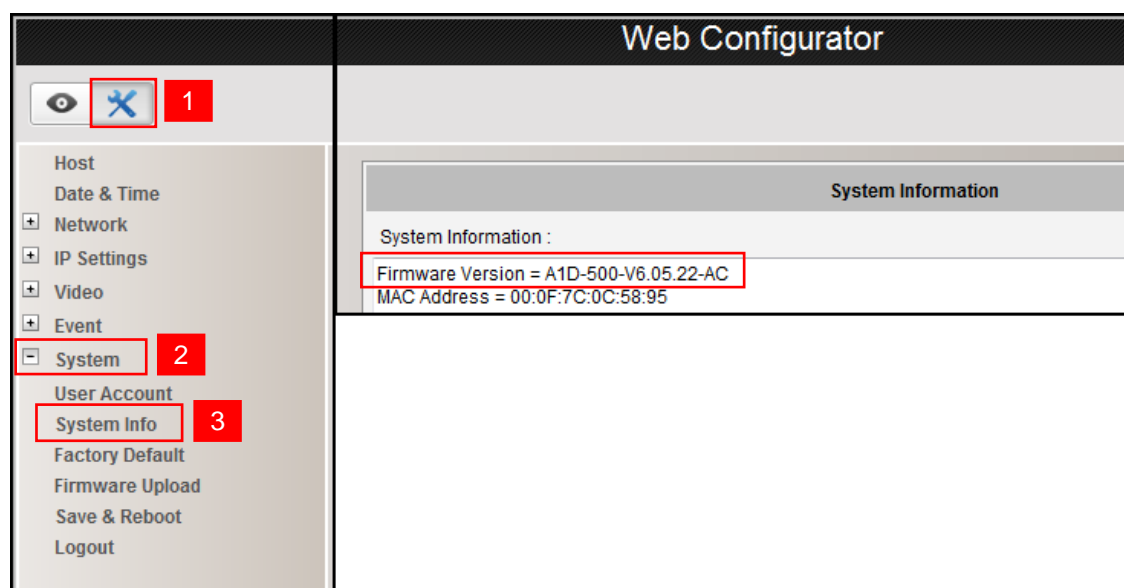 Web Configurator
1
Host
Date & Time
Network
IP Settings
Video
Event
System
2
User Account
System Info
3
Factory Default
Firmware Upload
Save & Reboot
Logout
System Information
System Information :
Firmware Version = A1D-500-V6.05.22-AC
MAC Address = 00:0F:7C:0C:58:95